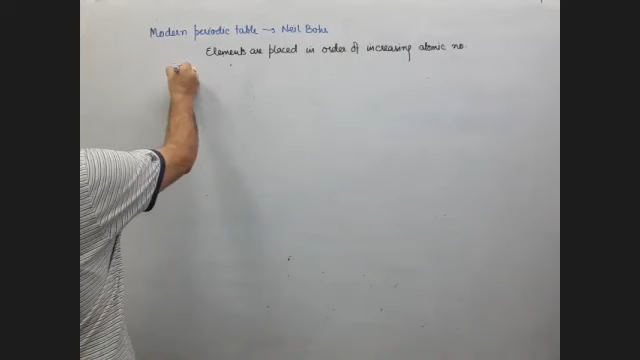 Modern periodic table → Neil Bohr
Elements are placed in order of increasing atomic no.